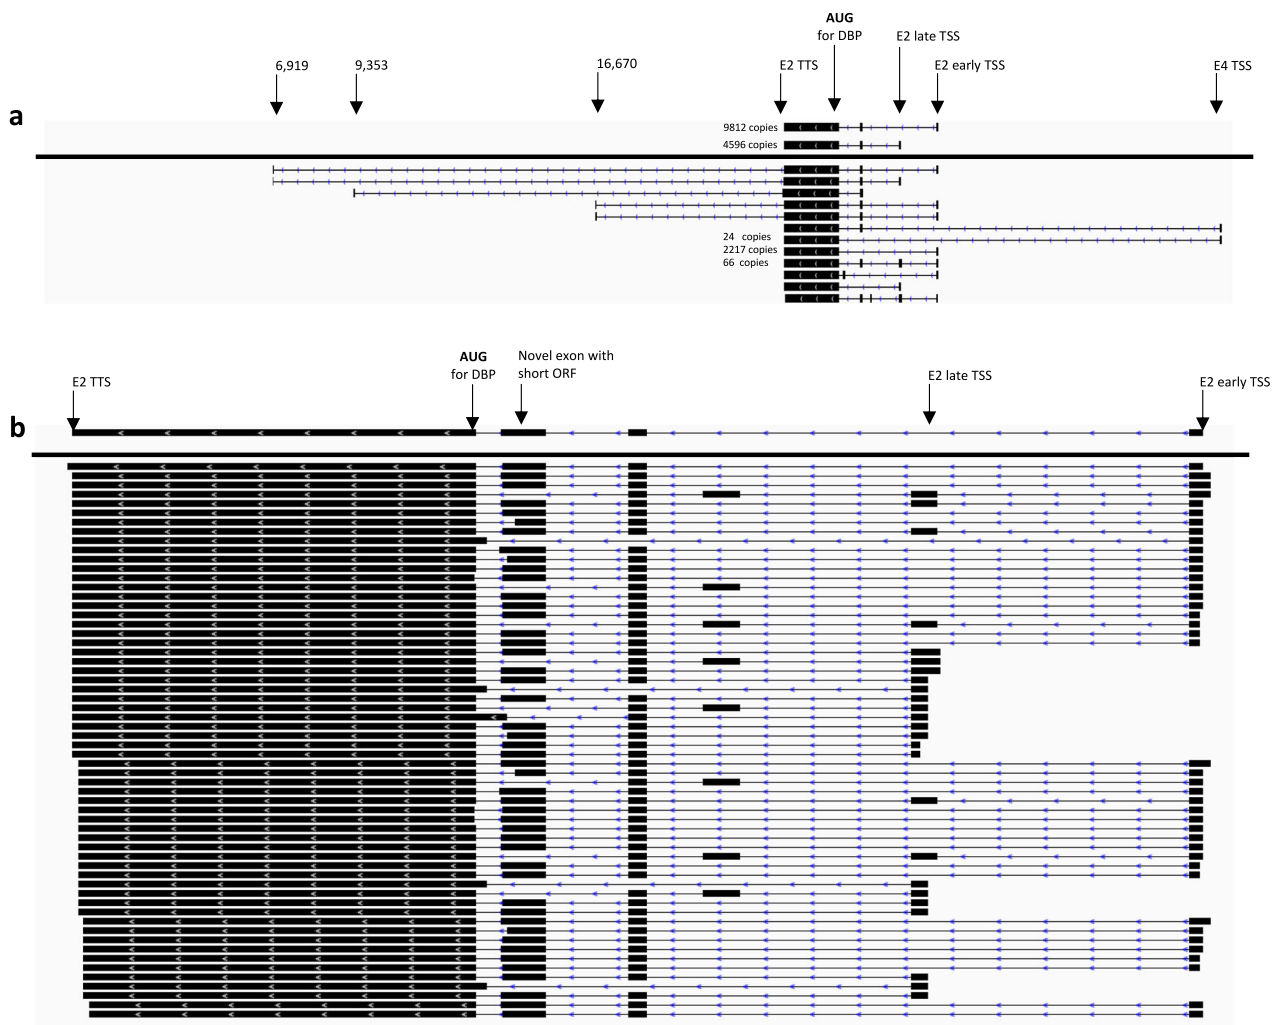 AUG
for DBP
E2 late TSS
6,919
9,353
16,670
E2 TTS
E2 early TSS
E4 TSS
a
9812 copies
4596 copies
24 copies
2217 copies
66 copies
AUG
for DBP
Novel exon with
short ORF
E2 TTS
E2 late TSS
E2 early TSS
b